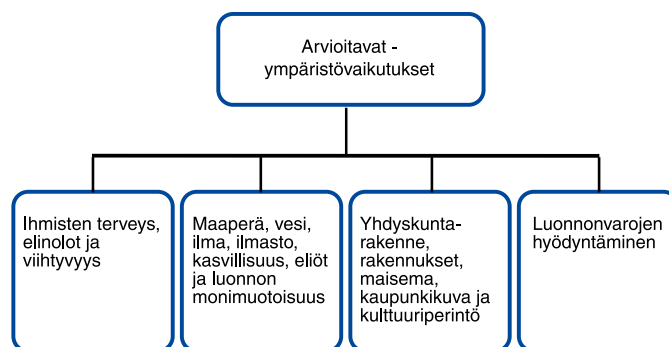 Arvioitavat -
ympäristövaikutukset
Ihmisten terveys,
elinolot ja
viihtyvyys
Maaperä, vesi,
ilma, ilmasto,
kasvillisuus, eliöt
ja luonnon
monimuotoisuus
Yhdyskunta-
rakenne,
rakennukset,
maisema,
kaupunkikuva ja
kulttuuriperintö
Luonnonvarojen
hyödyntäminen